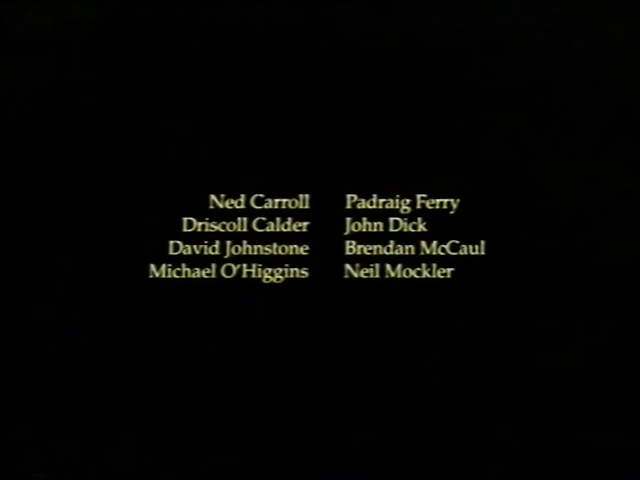 Ned Carroll Padraig Ferry
Driscoll Calder John Dick
David Johnstone Brendan McCaul
Michael O'Higgins Neil Mockler